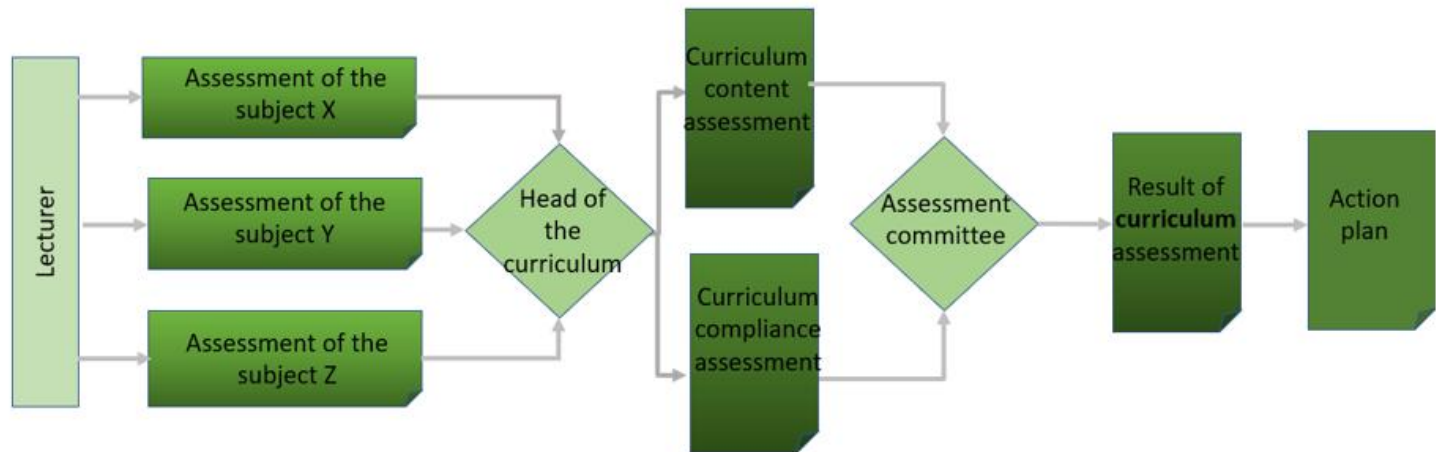 Lecturer
Assessment of the
subject X
Assessment of the
subject Y
Assessment of the
subject Z
Head of
the
curriculum
Curriculum
content
assessment
Curriculum
compliance
assessment
Assessment
committee
Result of
curriculum
assessment
Action
plan